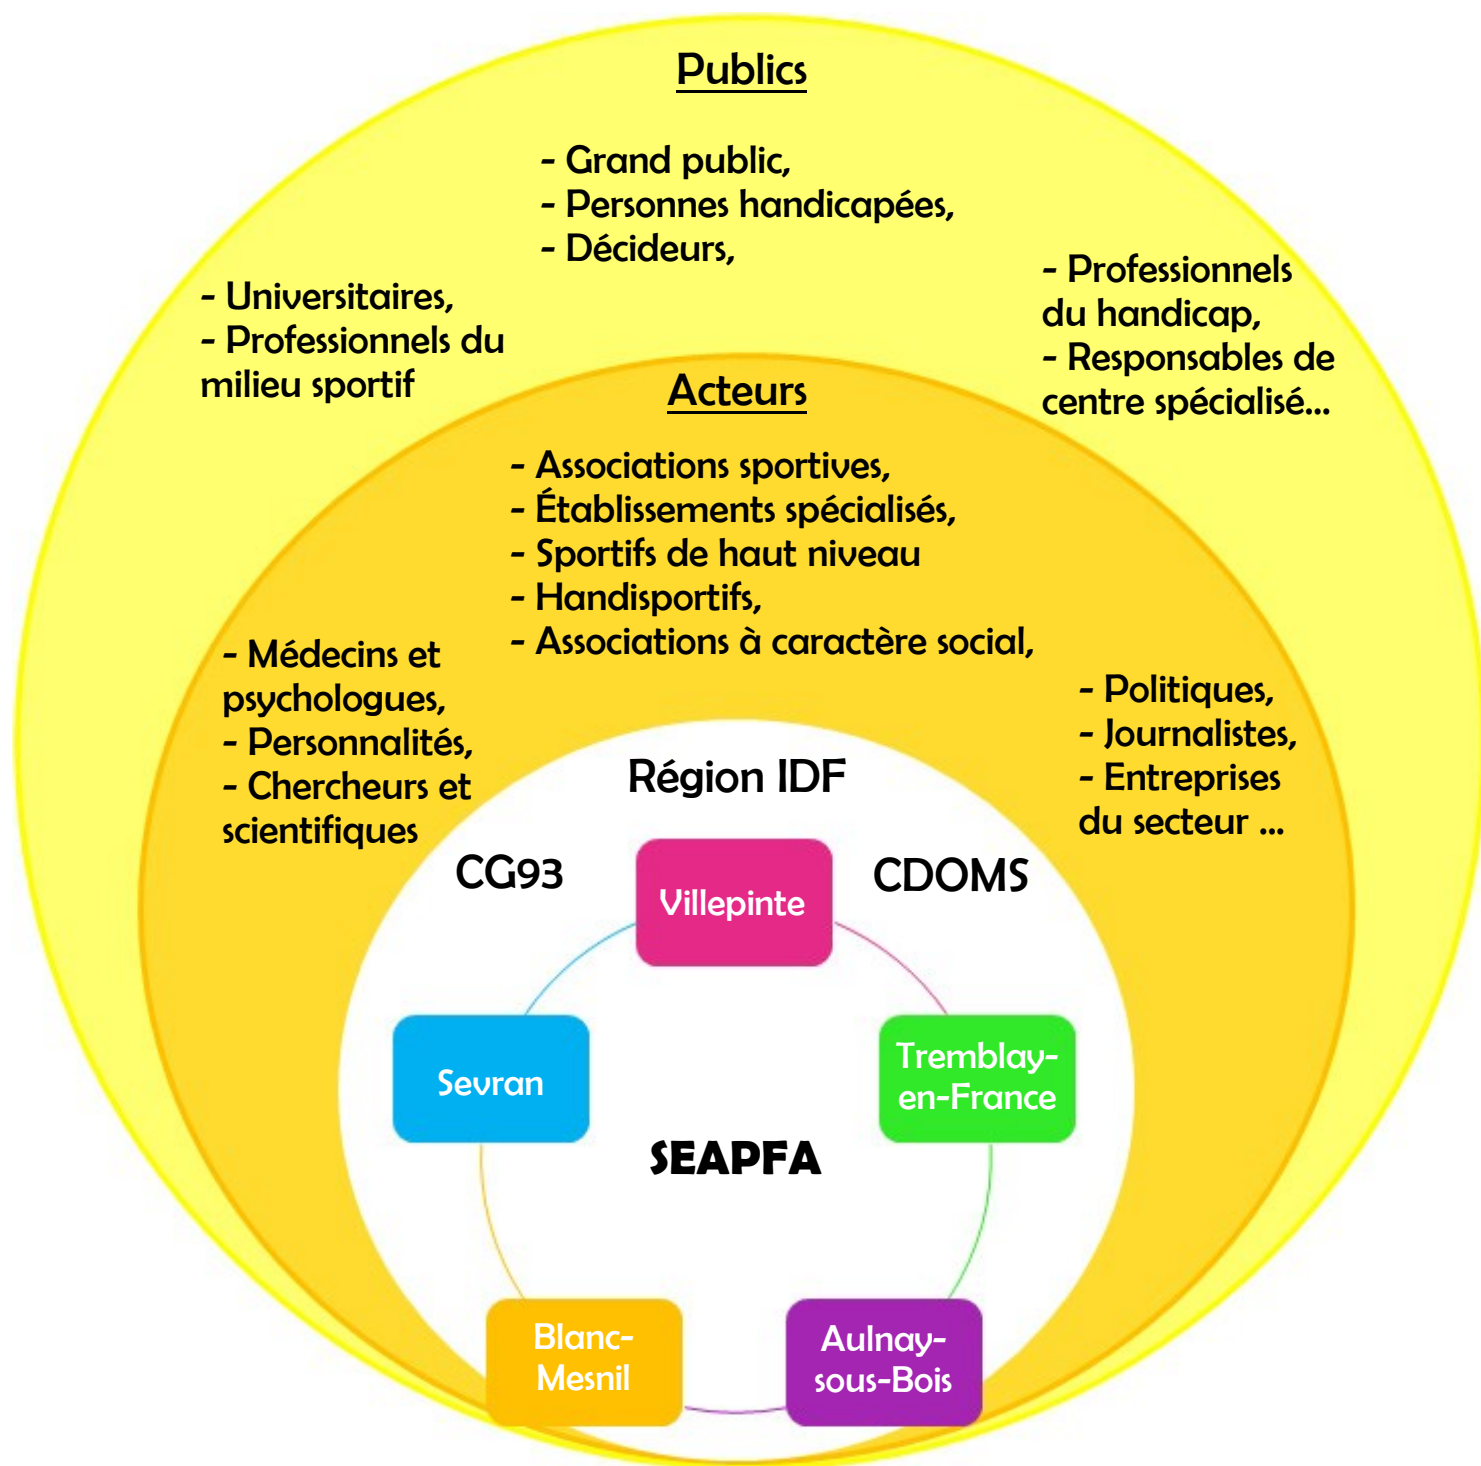 Publics
- Grand public,
- Personnes handicapées,
- Décideurs,
- Universitaires,
- Professionnels du
milieu sportif
- Professionnels
du handicap,
- Responsables de
centre spécialisé...
Acteurs
- Associations sportives,
- Établissements spécialisés,
- Sportifs de haut niveau
- Handisportifs,
- Associations à caractère social,
- Médecins et
psychologues,
- Personnalités,
- Chercheurs et
scientifiques
- Politiques,
- Journalistes,
- Entreprises
du secteur ...
Région IDF
CG93
CDOMS
Villepinte
Sevran
Tremblay-
en-France
SEAPFA
Blanc-
Mesnil
Aulnay-
sous-Bois